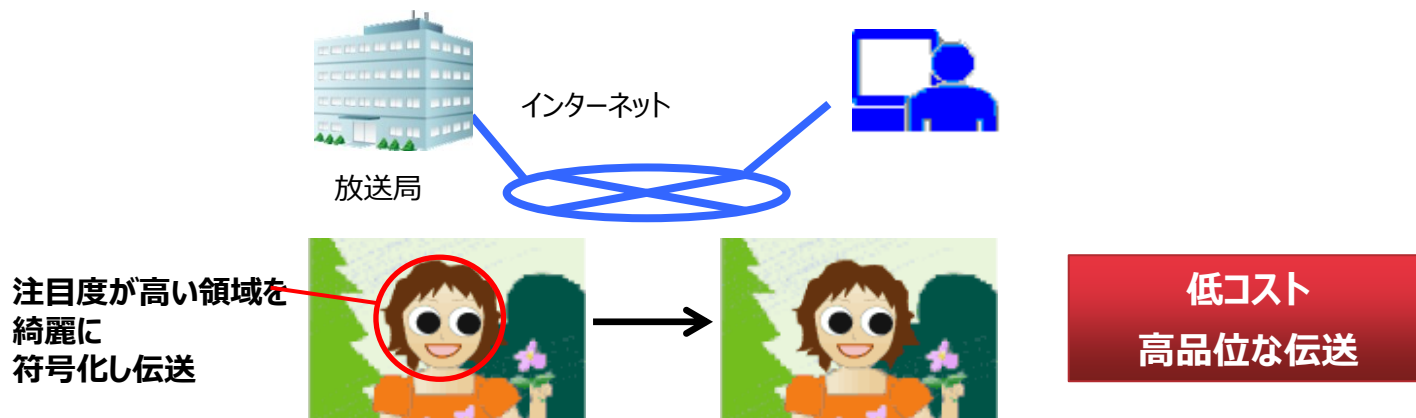 インターネット
放送局
注目度が高い領域を
綺麗に
符号化し伝送
低コスト
高品位な伝送